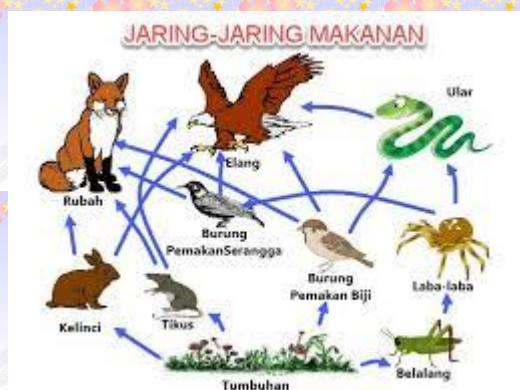 JARING-JARING MAKANAN
Ular
Elang
Rubah
Burung
PemakanSerangga
Burung
Pemakan Biji
Laba-laba
Kelinci
Tikus
Belalang
Tumbuhan